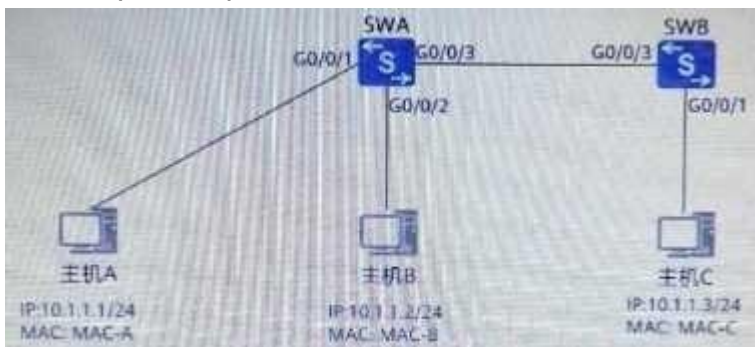 SWA
SWB
G0/0/1
G0/0/3
G0/0/3
S
S
G0/0/2
G0/0/1
主机A
主机B
主机C
IP:10.1.1.1/24
IP:10.1.1.2/24
IP:10.1.1.3/24
MAC: MAC-A
MAC: MAC-B
MAC: MAC-C